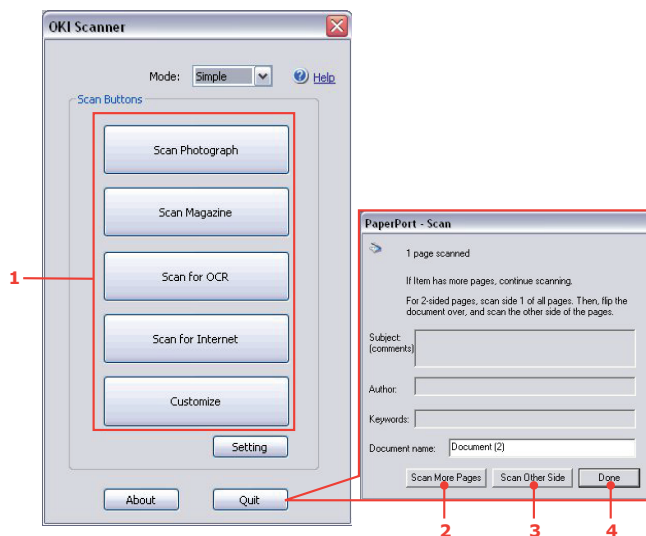 OKI Scanner
Mode: Simple Help
Scan Buttons
Scan Photograph
Scan Magazine
1
Scan for OCR
Scan for Internet
Customize
Setting
About Quit
PaperPort - Scan
1 page scanned
If Item has more pages, continue scanning.
For 2-sided pages, scan side 1 of all pages. Then, flip the
document over, and scan the other side of the pages.
Subject:
(comments)
Author:
Keywords:
Document name: Document (2)
Scan More Pages Scan Other Side Done
2 3 4